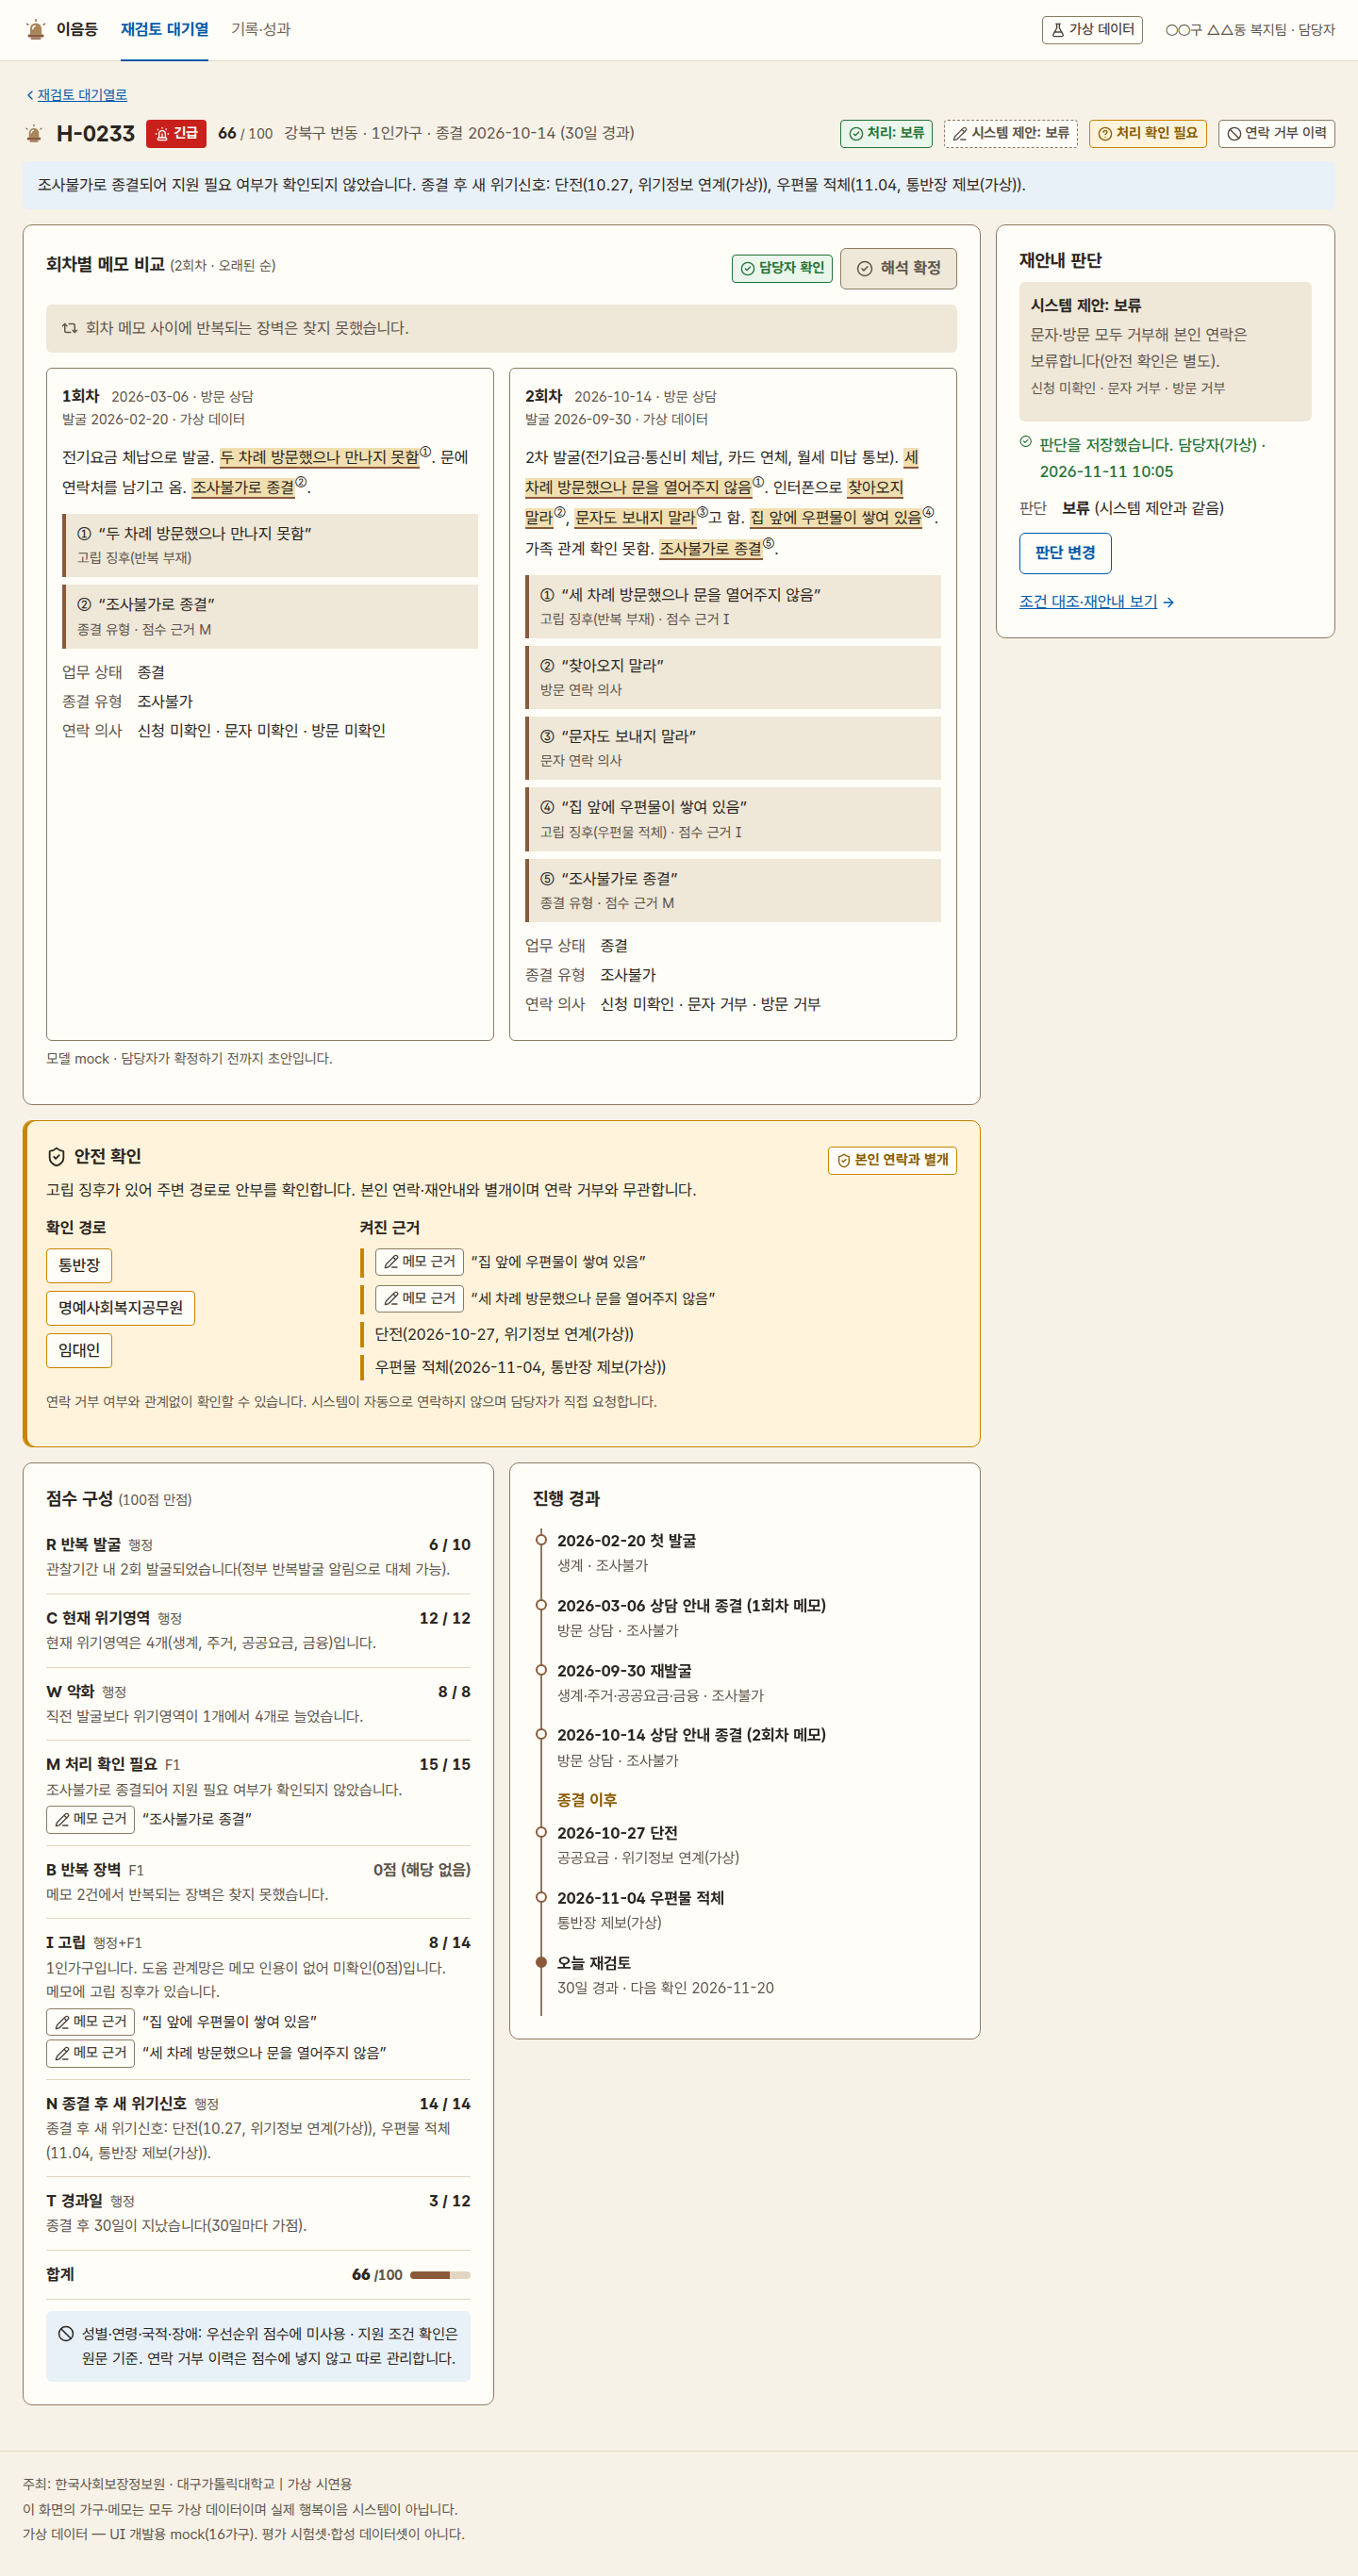 이음등
재검토 대기열
기록·성과
가상 데이터
○○구 △△동 복지팀 · 담당자
재검토 대기열로
H-0233
긴급
66 / 100
강북구 번동 · 1인가구 · 종결 2026-10-14 (30일 경과)
처리: 보류
시스템 제안: 보류
처리 확인 필요
연락 거부 이력
조사불가로 종결되어 지원 필요 여부가 확인되지 않았습니다. 종결 후 새 위기신호: 단전(10.27, 위기정보 연계(가상)), 우편물 적체(11.04, 통반장 제보(가상)).
회차별 메모 비교 (2회차 · 오래된 순)
담당자 확인
해석 확정
회차 메모 사이에 반복되는 장벽은 찾지 못했습니다.
1회차 2026-03-06 · 방문 상담
발굴 2026-02-20 · 가상 데이터
전기요금 체납으로 발굴. 두 차례 방문했으나 만나지 못함①. 문에
연락처를 남기고 옴. 조사불가로 종결②.
① “두 차례 방문했으나 만나지 못함”
고립 징후(반복 부재)
② “조사불가로 종결”
종결 유형 · 점수 근거 M
업무 상태 종결
종결 유형 조사불가
연락 의사 신청 미확인 · 문자 미확인 · 방문 미확인
2회차 2026-10-14 · 방문 상담
발굴 2026-09-30 · 가상 데이터
2차 발굴(전기요금·통신비 체납, 카드 연체, 월세 미납 통보). 세
차례 방문했으나 문을 열어주지 않음①. 인터폰으로 찾아오지
말라②, 문자도 보내지 말라③고 함. 집 앞에 우편물이 쌓여 있음④.
가족 관계 확인 못함. 조사불가로 종결⑤.
① “세 차례 방문했으나 문을 열어주지 않음”
고립 징후(반복 부재) · 점수 근거 I
② “찾아오지 말라”
방문 연락 의사
③ “문자도 보내지 말라”
문자 연락 의사
④ “집 앞에 우편물이 쌓여 있음”
고립 징후(우편물 적체) · 점수 근거 I
⑤ “조사불가로 종결”
종결 유형 · 점수 근거 M
업무 상태 종결
종결 유형 조사불가
연락 의사 신청 미확인 · 문자 거부 · 방문 거부
모델 mock · 담당자가 확정하기 전까지 초안입니다.
재안내 판단
시스템 제안: 보류
문자·방문 모두 거부해 본인 연락은
보류합니다(안전 확인은 별도).
신청 미확인 · 문자 거부 · 방문 거부
판단을 저장했습니다. 담당자(가상) ·
2026-11-11 10:05
판단 보류 (시스템 제안과 같음)
판단 변경
조건 대조·재안내 보기
안전 확인
본인 연락과 별개
고립 징후가 있어 주변 경로로 안부를 확인합니다. 본인 연락·재안내와 별개이며 연락 거부와 무관합니다.
확인 경로
통반장
명예사회복지공무원
임대인
켜진 근거
메모 근거 “집 앞에 우편물이 쌓여 있음”
메모 근거 “세 차례 방문했으나 문을 열어주지 않음”
단전(2026-10-27, 위기정보 연계(가상))
우편물 적체(2026-11-04, 통반장 제보(가상))
연락 거부 여부와 관계없이 확인할 수 있습니다. 시스템이 자동으로 연락하지 않으며 담당자가 직접 요청합니다.
점수 구성 (100점 만점)
R 반복 발굴 행정 6 / 10
관찰기간 내 2회 발굴되었습니다(정부 반복발굴 알림으로 대체 가능).
C 현재 위기영역 행정 12 / 12
현재 위기영역은 4개(생계, 주거, 공공요금, 금융)입니다.
W 악화 행정 8 / 8
직전 발굴보다 위기영역이 1개에서 4개로 늘었습니다.
M 처리 확인 필요 F1 15 / 15
조사불가로 종결되어 지원 필요 여부가 확인되지 않았습니다.
메모 근거 “조사불가로 종결”
B 반복 장벽 F1 0점 (해당 없음)
메모 2건에서 반복되는 장벽은 찾지 못했습니다.
I 고립 행정+F1 8 / 14
1인가구입니다. 도움 관계망은 메모 인용이 없어 미확인(0점)입니다.
메모에 고립 징후가 있습니다.
메모 근거 “집 앞에 우편물이 쌓여 있음”
메모 근거 “세 차례 방문했으나 문을 열어주지 않음”
N 종결 후 새 위기신호 행정 14 / 14
종결 후 새 위기신호: 단전(10.27, 위기정보 연계(가상)), 우편물 적체
(11.04, 통반장 제보(가상)).
T 경과일 행정 3 / 12
종결 후 30일이 지났습니다(30일마다 가점).
합계 66 /100
성별·연령·국적·장애: 우선순위 점수에 미사용 · 지원 조건 확인은
원문 기준. 연락 거부 이력은 점수에 넣지 않고 따로 관리합니다.
진행 경과
2026-02-20 첫 발굴
생계 · 조사불가
2026-03-06 상담 안내 종결 (1회차 메모)
방문 상담 · 조사불가
2026-09-30 재발굴
생계·주거·공공요금·금융 · 조사불가
2026-10-14 상담 안내 종결 (2회차 메모)
방문 상담 · 조사불가
종결 이후
2026-10-27 단전
공공요금 · 위기정보 연계(가상)
2026-11-04 우편물 적체
통반장 제보(가상)
오늘 재검토
30일 경과 · 다음 확인 2026-11-20
주최: 한국사회보장정보원 · 대구가톨릭대학교 | 가상 시연용
이 화면의 가구·메모는 모두 가상 데이터이며 실제 행복이음 시스템이 아닙니다.
가상 데이터 — UI 개발용 mock(16가구). 평가 시험셋·합성 데이터셋이 아니다.